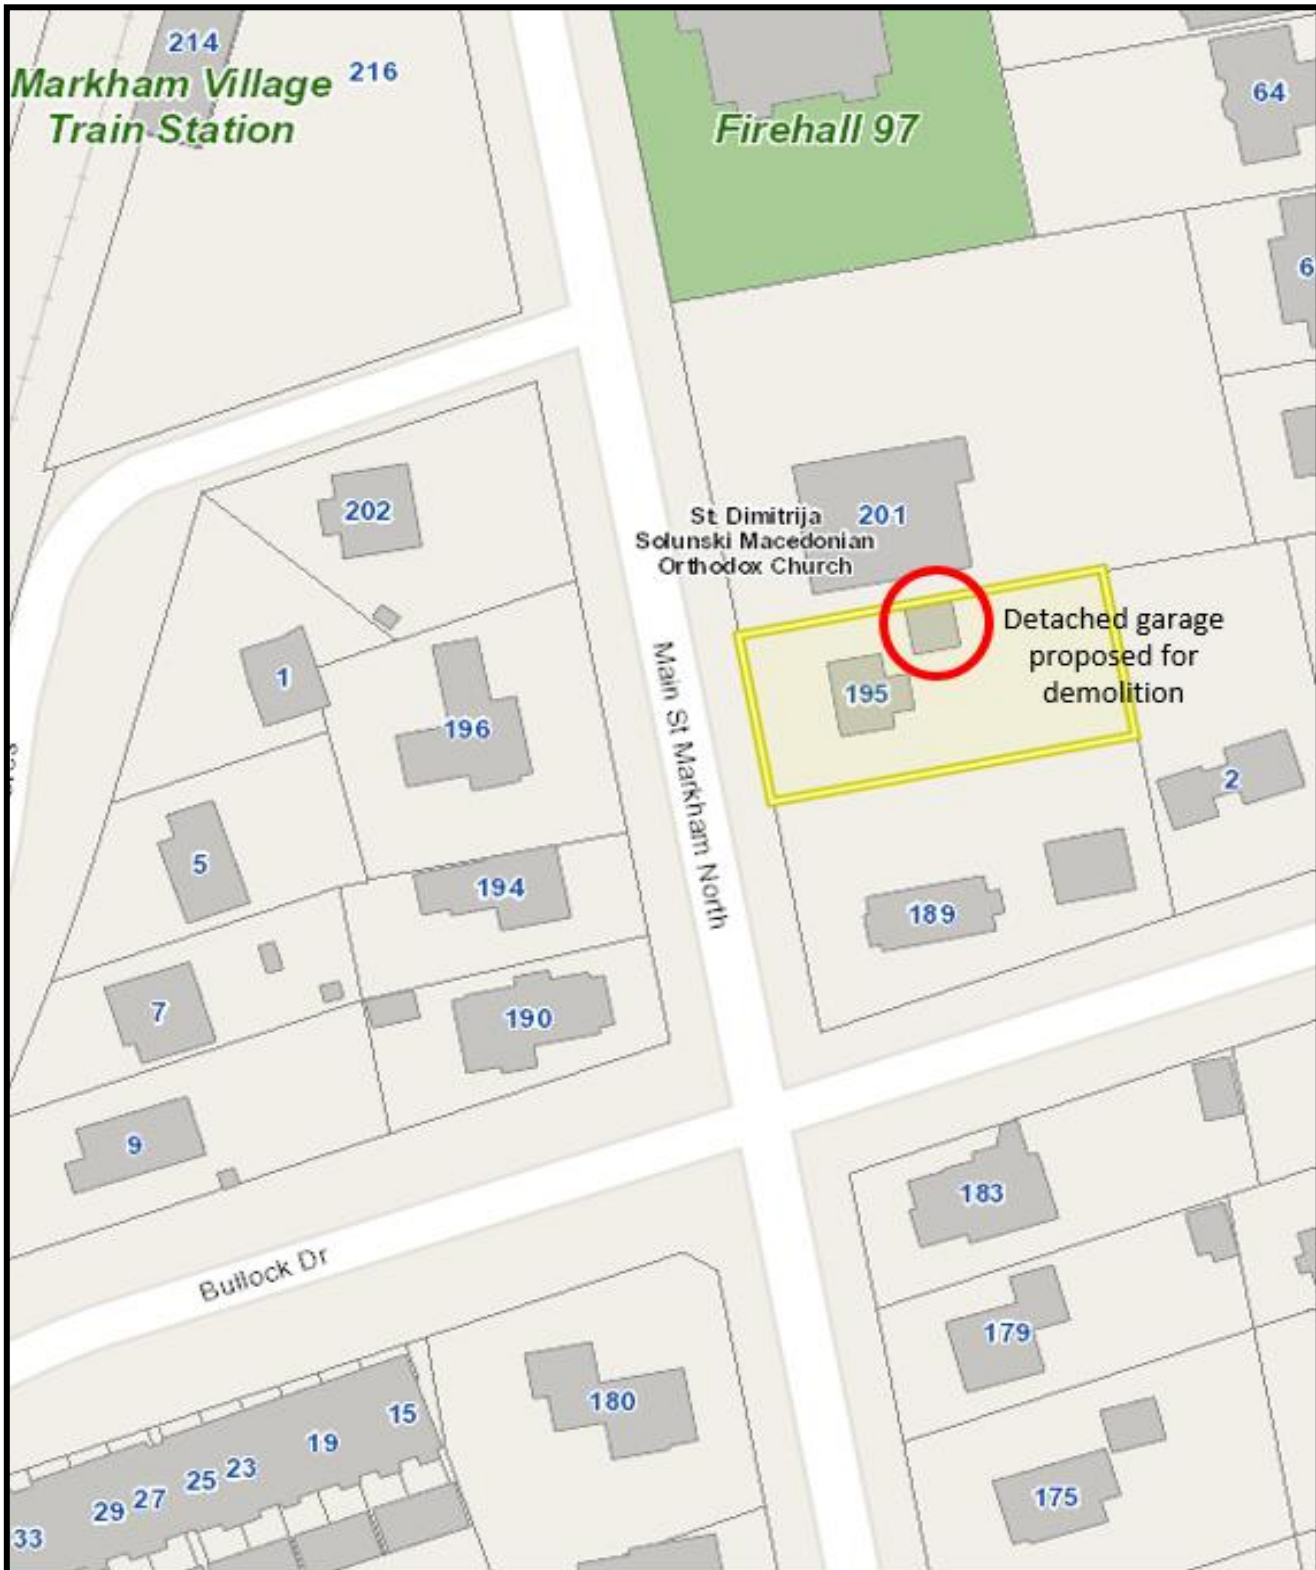 214
Markham Village
Train Station
216
Firehall 97
64
6
202
St. Dimitrija
Solunski Macedonian
Orthodox Church
201
Detached garage
proposed for
demolition
195
1
196
Main St Markham North
2
5
194
189
7
190
9
183
Bullock Dr
179
180
15
19
23
25
27
29
33
175